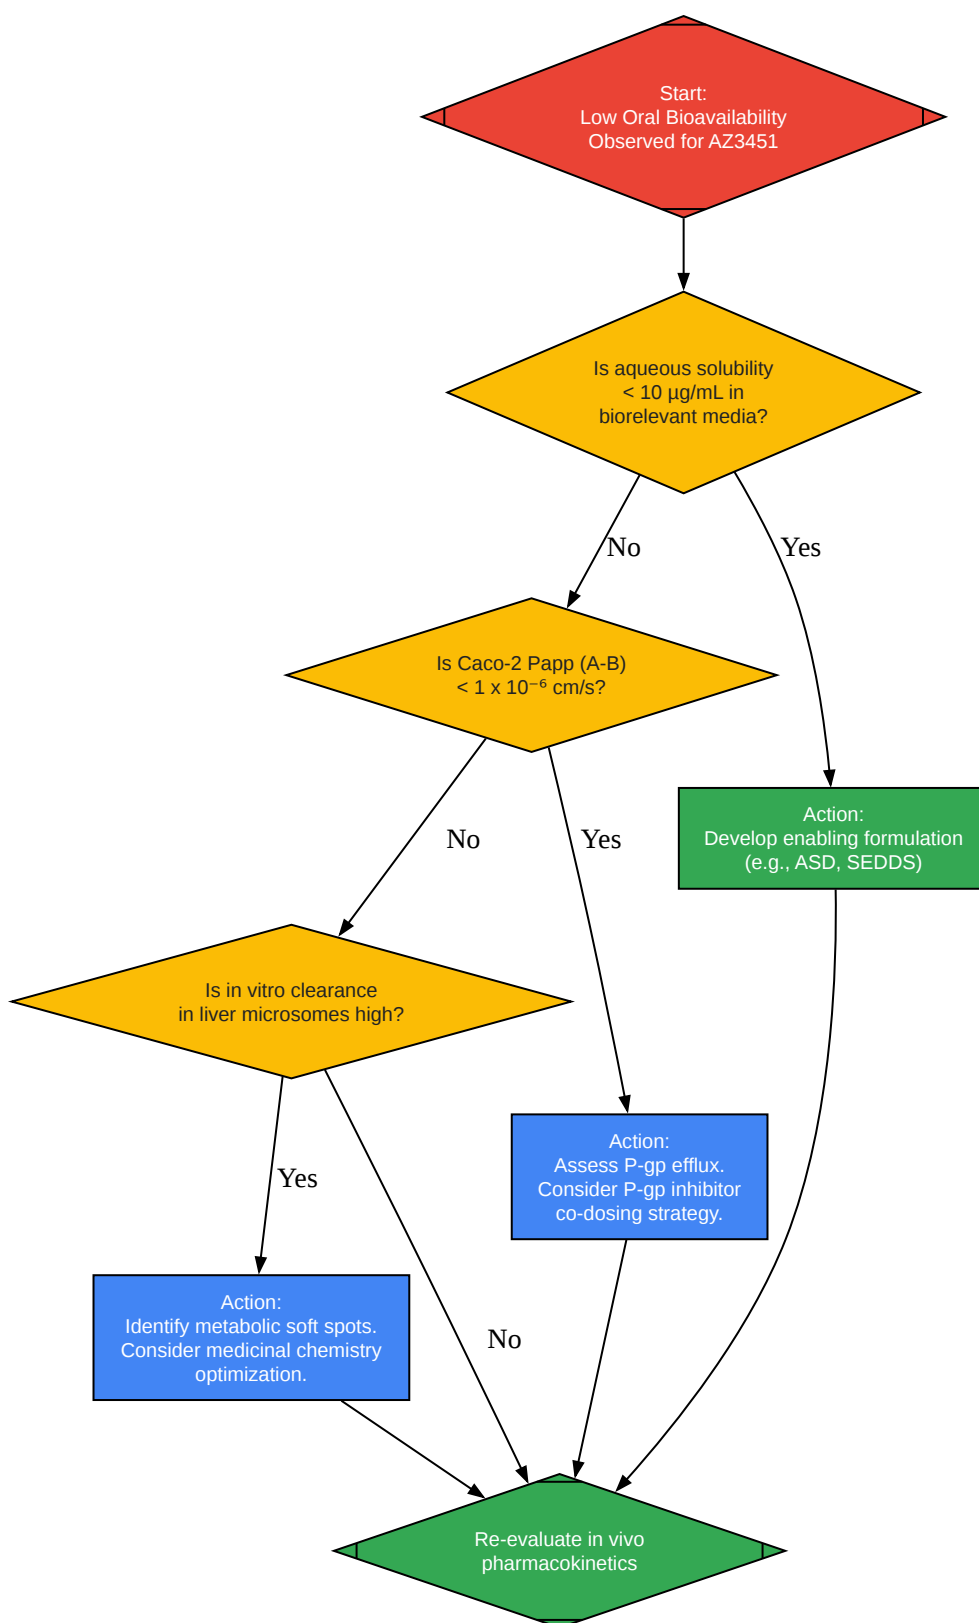 Start:
Low Oral Bioavailability
Observed for AZ3451
Is aqueous solubility
< 10 µg/mL in
biorelevant media?
No
Yes
Is Caco-2 Papp (A-B)
< 1 x 10⁻⁶ cm/s?
No
Yes
Action:
Develop enabling formulation
(e.g., ASD, SEDDS)
Is in vitro clearance
in liver microsomes high?
Yes
No
Action:
Assess P-gp efflux.
Consider P-gp inhibitor
co-dosing strategy.
Action:
Identify metabolic soft spots.
Consider medicinal chemistry
optimization.
Re-evaluate in vivo
pharmacokinetics